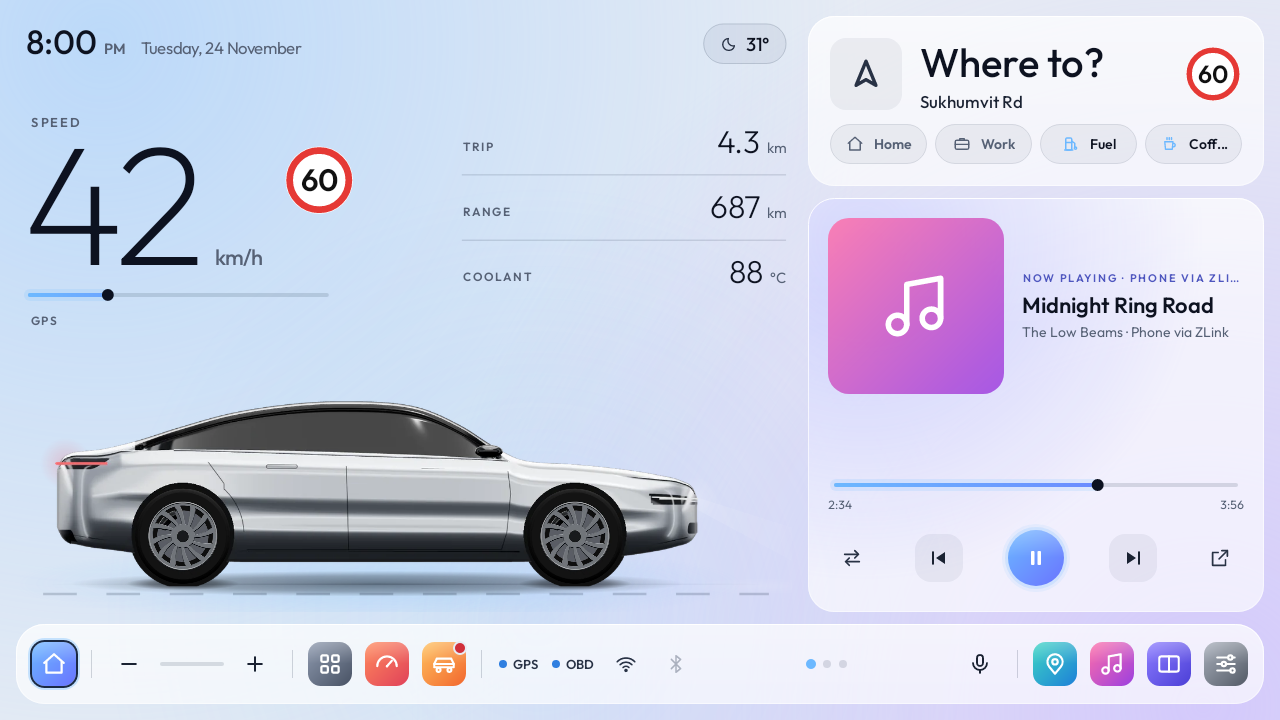 8:00 PM Tuesday, 24 November
31°
SPEED
42 km/h
60
GPS
TRIP 4.3 km
RANGE 687 km
COOLANT 88 °C
Where to?
Sukhumvit Rd
60
Home Work Fuel Coff...
NOW PLAYING · PHONE VIA ZLI...
Midnight Ring Road
The Low Beams · Phone via ZLink
2:34 3:56
GPS OBD